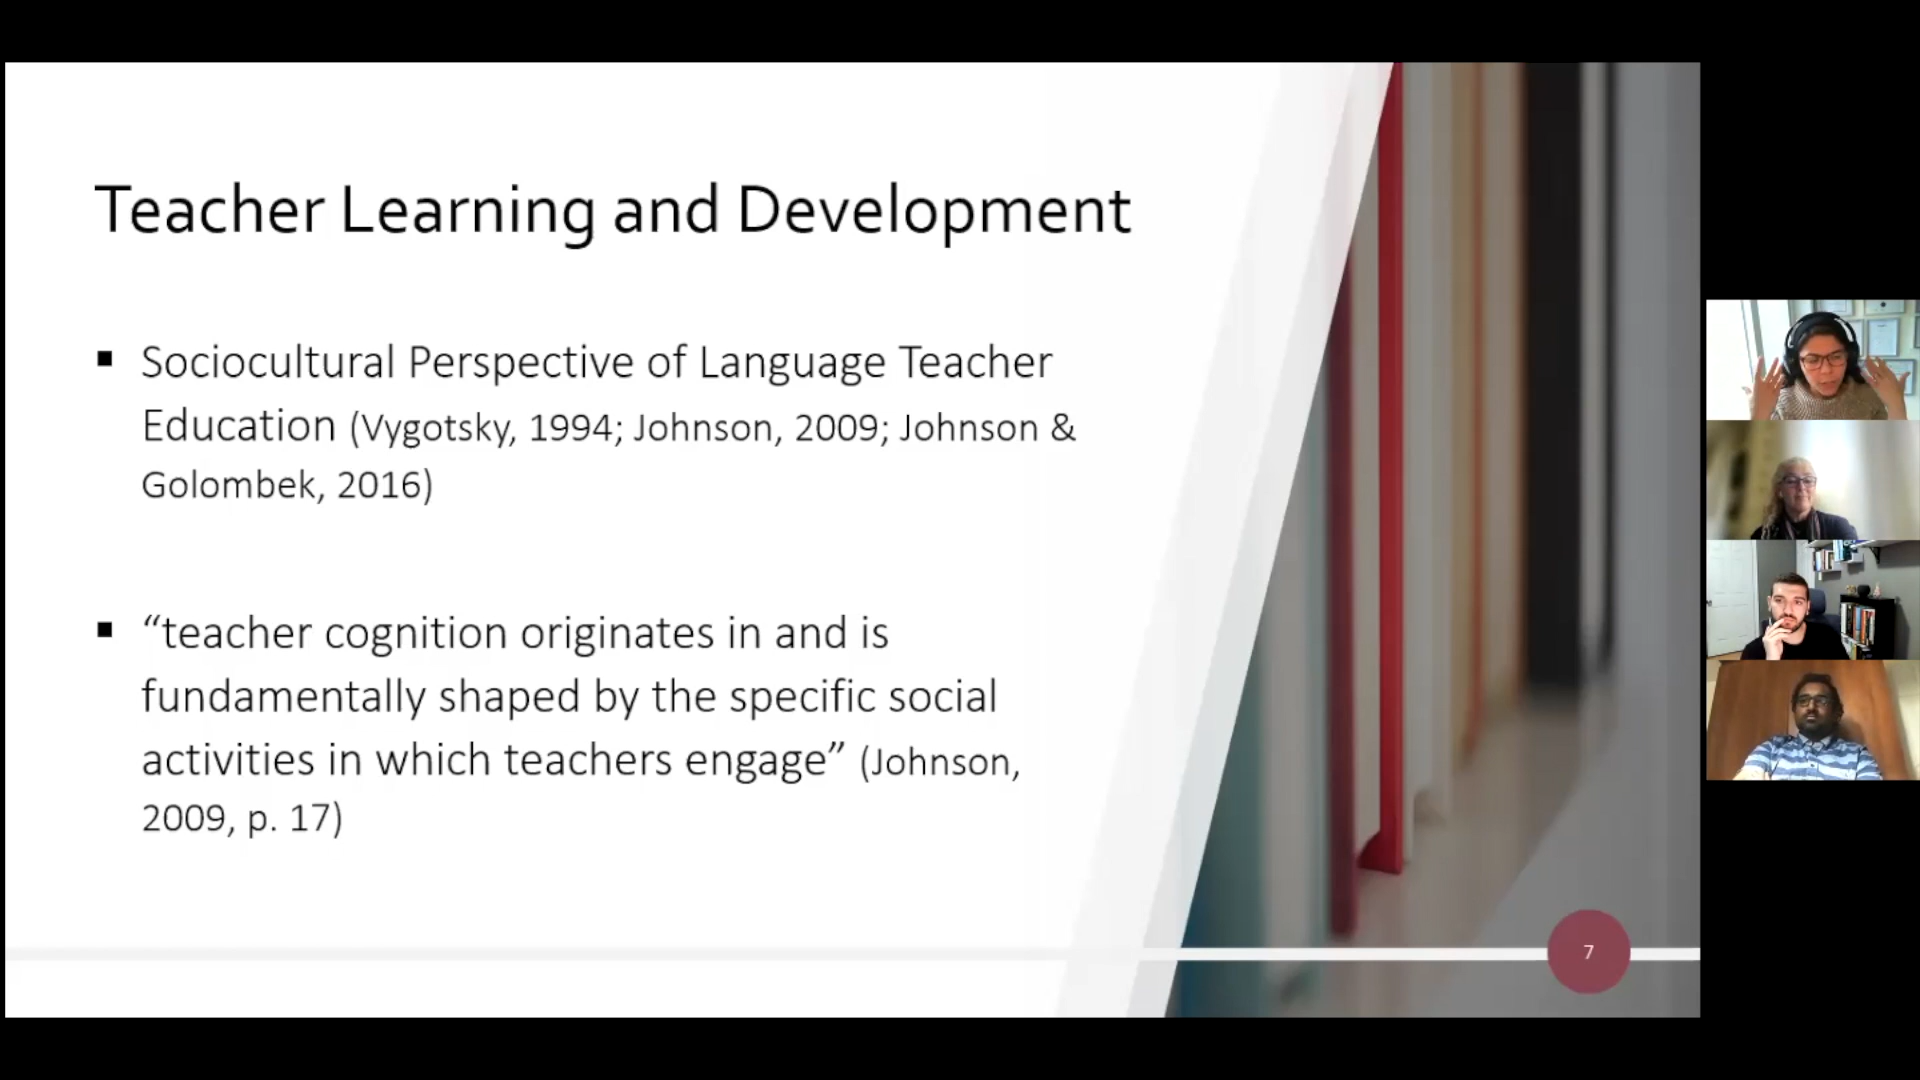 Teacher Learning and Development
▪ Sociocultural Perspective of Language Teacher
Education (Vygotsky, 1994; Johnson, 2009; Johnson &
Golombek, 2016)
▪ “teacher cognition originates in and is
fundamentally shaped by the specific social
activities in which teachers engage” (Johnson,
2009, p. 17)
7